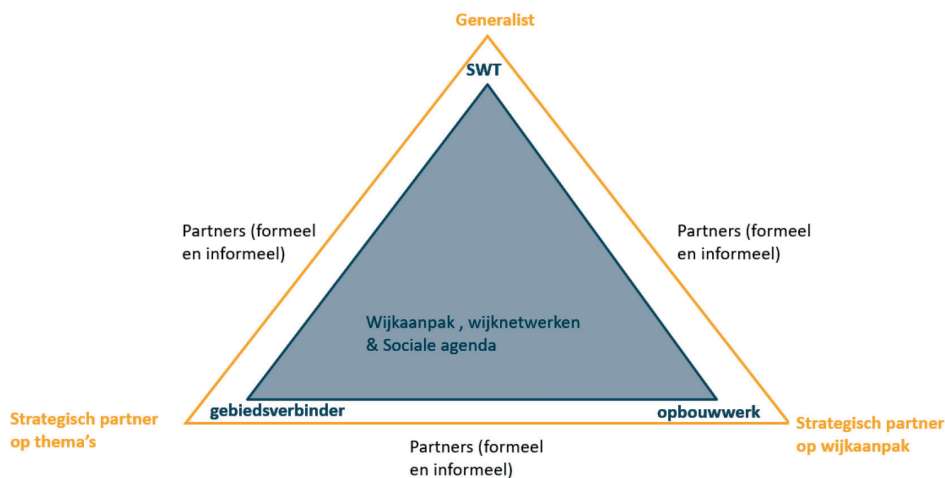 Generalist
SWT
Partners (formeel
en informeel)
Partners (formeel
en informeel)
Wijkaanpak , wijknetwerken
& Sociale agenda
gebiedsverbinder
opbouwwerk
Strategisch partner
op thema's
Strategisch partner
op wijkaanpak
Partners (formeel
en informeel)